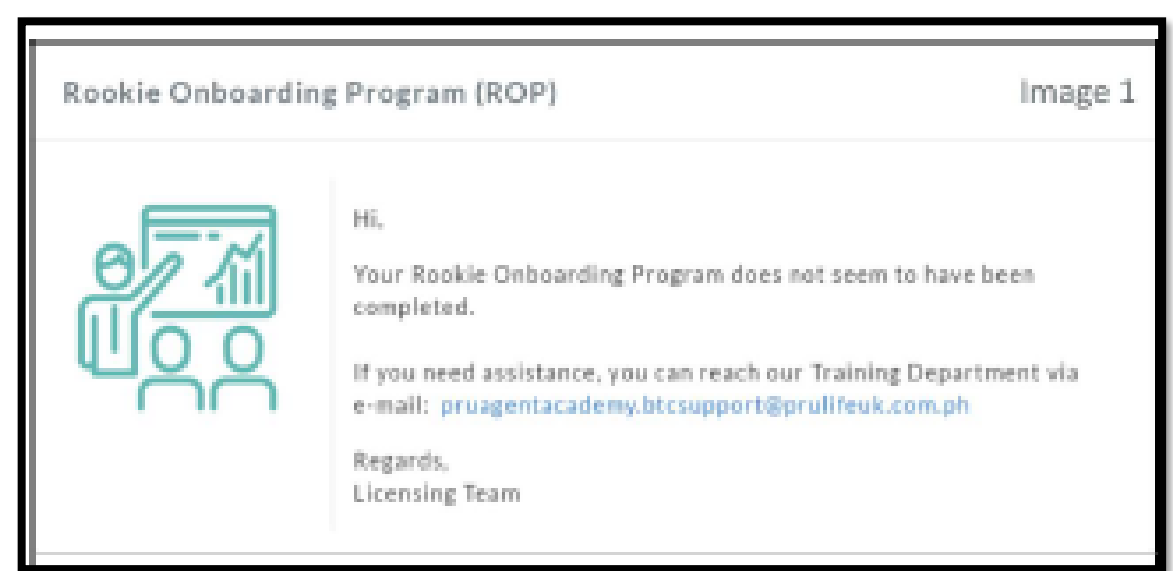 Rookie Onboarding Program (ROP)
Image 1
Hi,
Your Rookie Onboarding Program does not seem to have been
completed.
If you need assistance, you can reach our Training Department via
e-mail: pruagentacademy.btcsupport@prulifeuk.com.ph
Regards,
Licensing Team